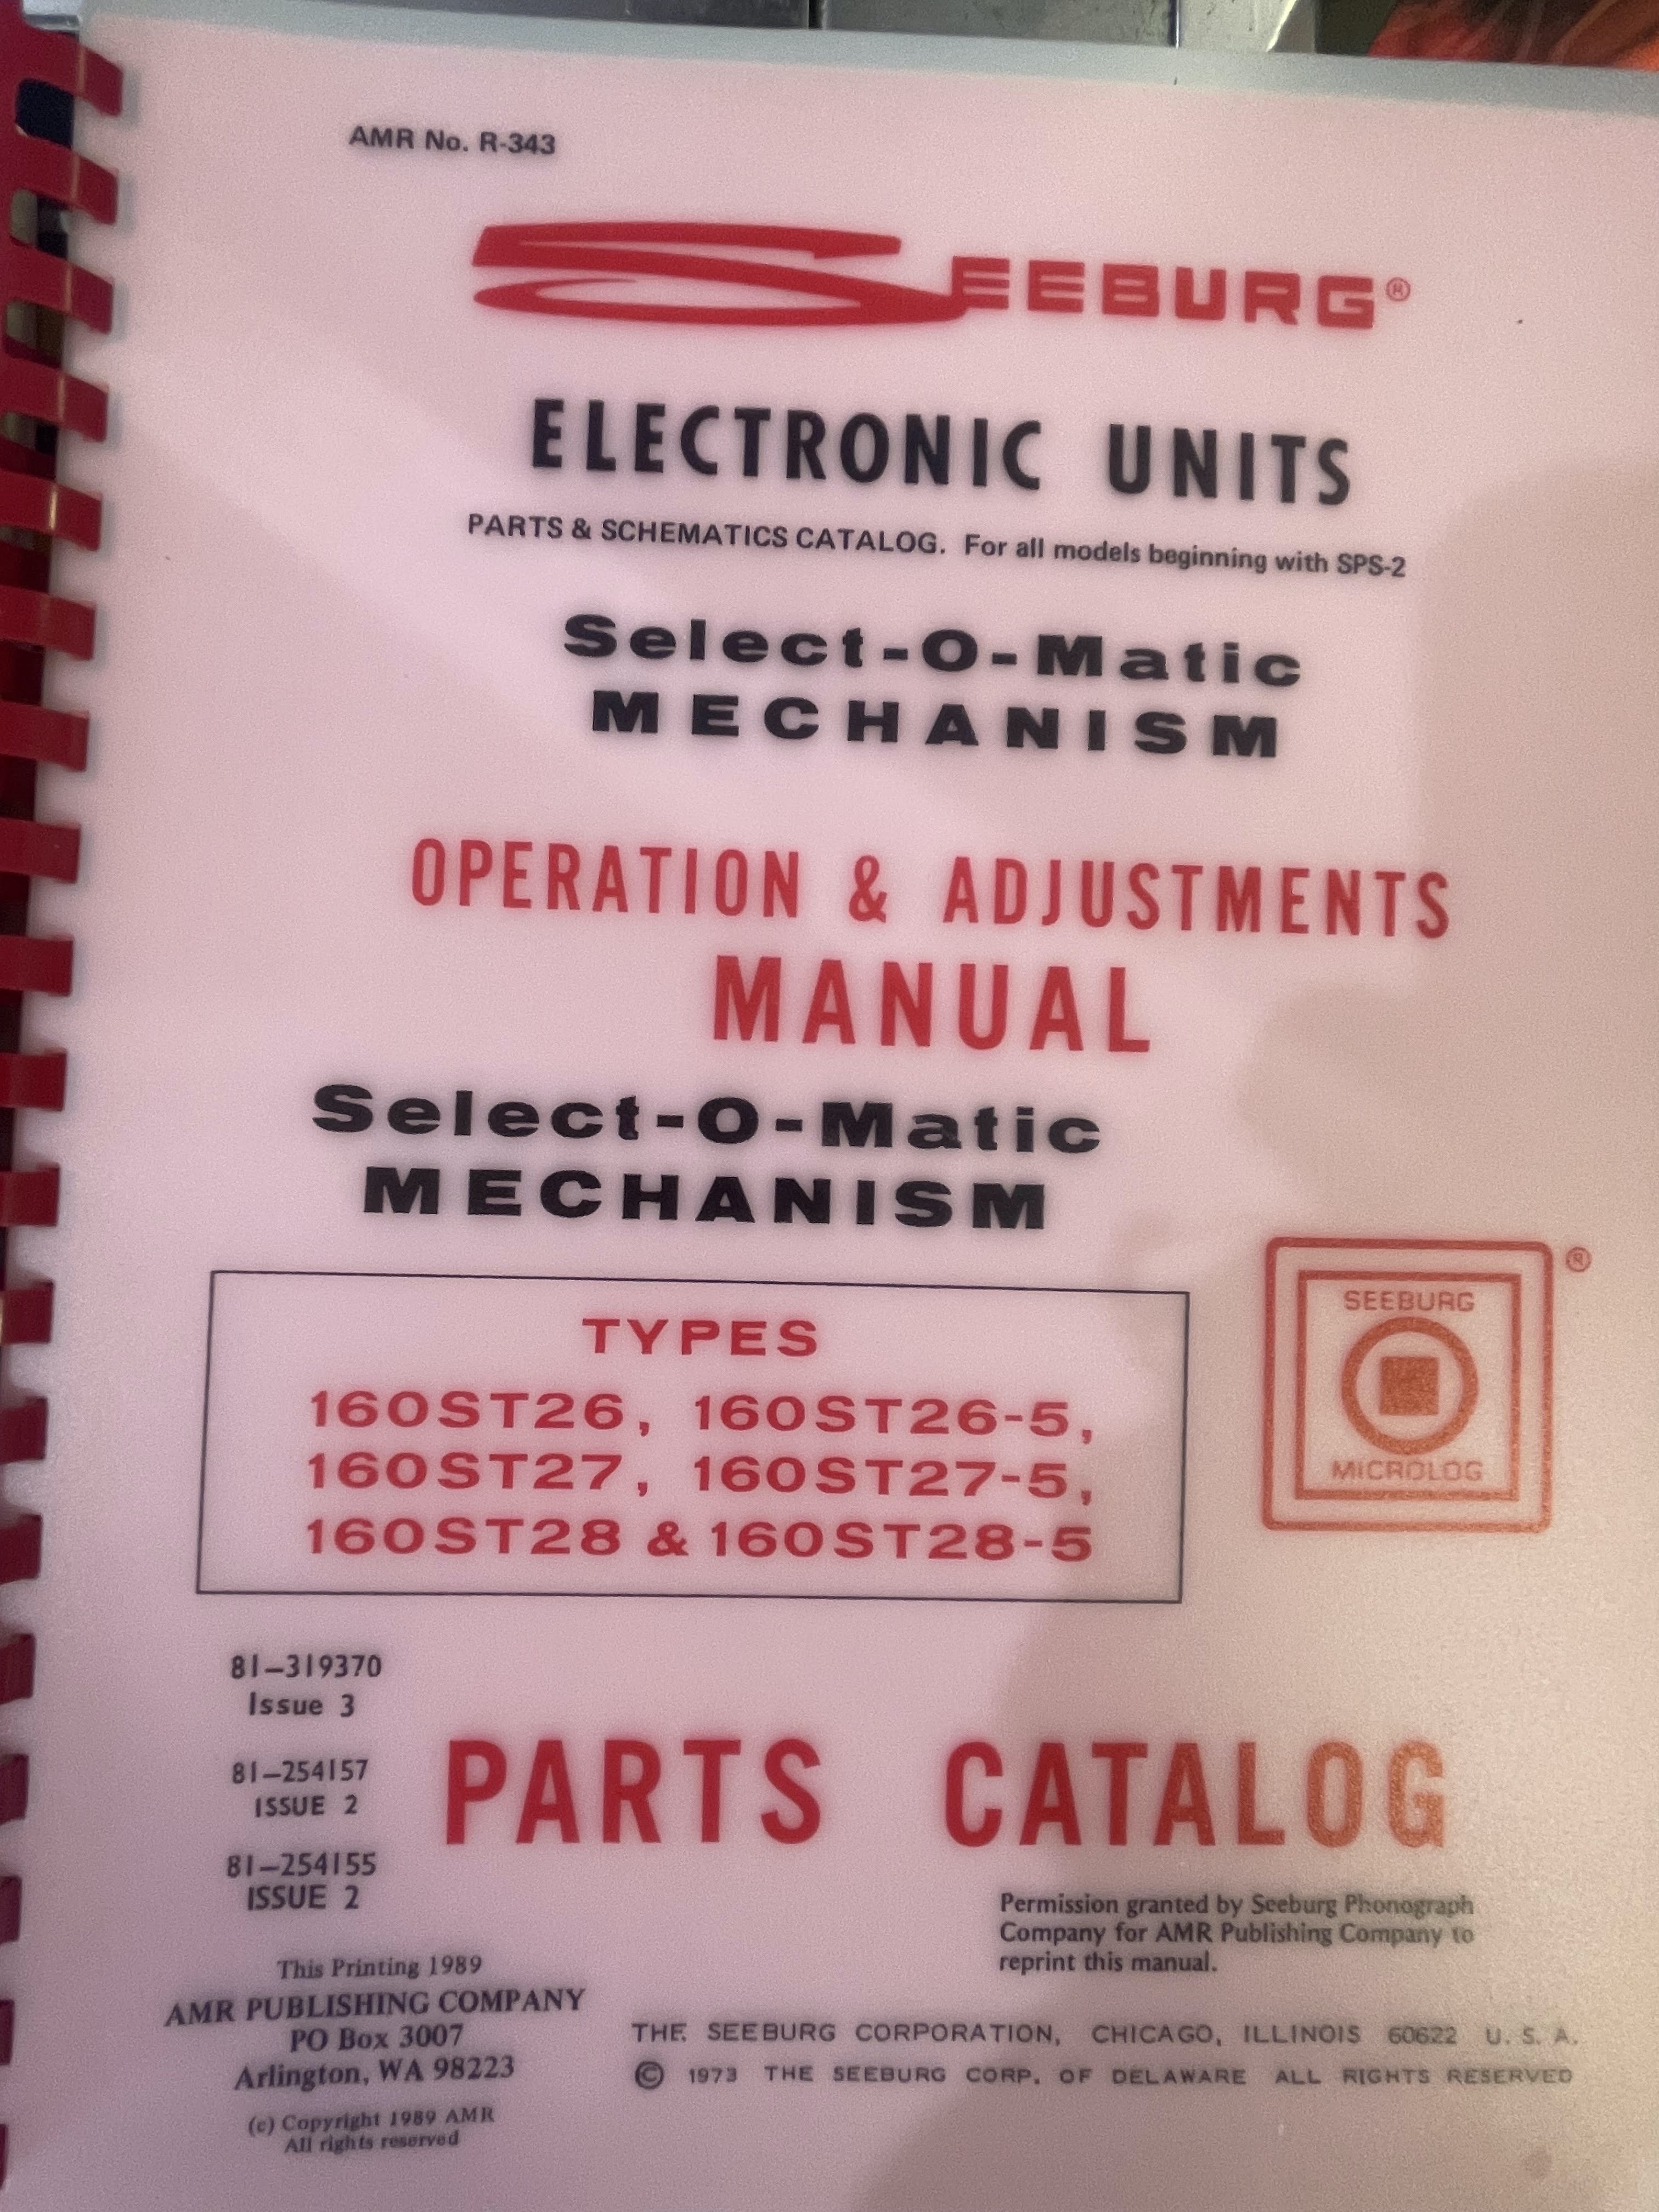 AMR No. R-343
SEEBURG®
ELECTRONIC UNITS
PARTS & SCHEMATICS CATALOG. For all models beginning with SPS-2
Select-O-Matic
MECHANISM
OPERATION & ADJUSTMENTS
MANUAL
Select-O-Matic
MECHANISM
TYPES
160ST26, 160ST26-5,
160ST27, 160ST27-5,
160ST28 & 160ST28-5
®
SEEBURG
MICROLOG
81-319370
Issue 3
81-254157
ISSUE 2
81-254155
ISSUE 2
PARTS CATALOG
Permission granted by Seeburg Phonograph
Company for AMR Publishing Company to
reprint this manual.
This Printing 1989
AMR PUBLISHING COMPANY
PO Box 3007
Arlington, WA 98223
(c) Copyright 1989 AMR
All rights reserved
THE SEEBURG CORPORATION, CHICAGO, ILLINOIS 60622 U. S. A.
© 1973 THE SEEBURG CORP. OF DELAWARE ALL RIGHTS RESERVED